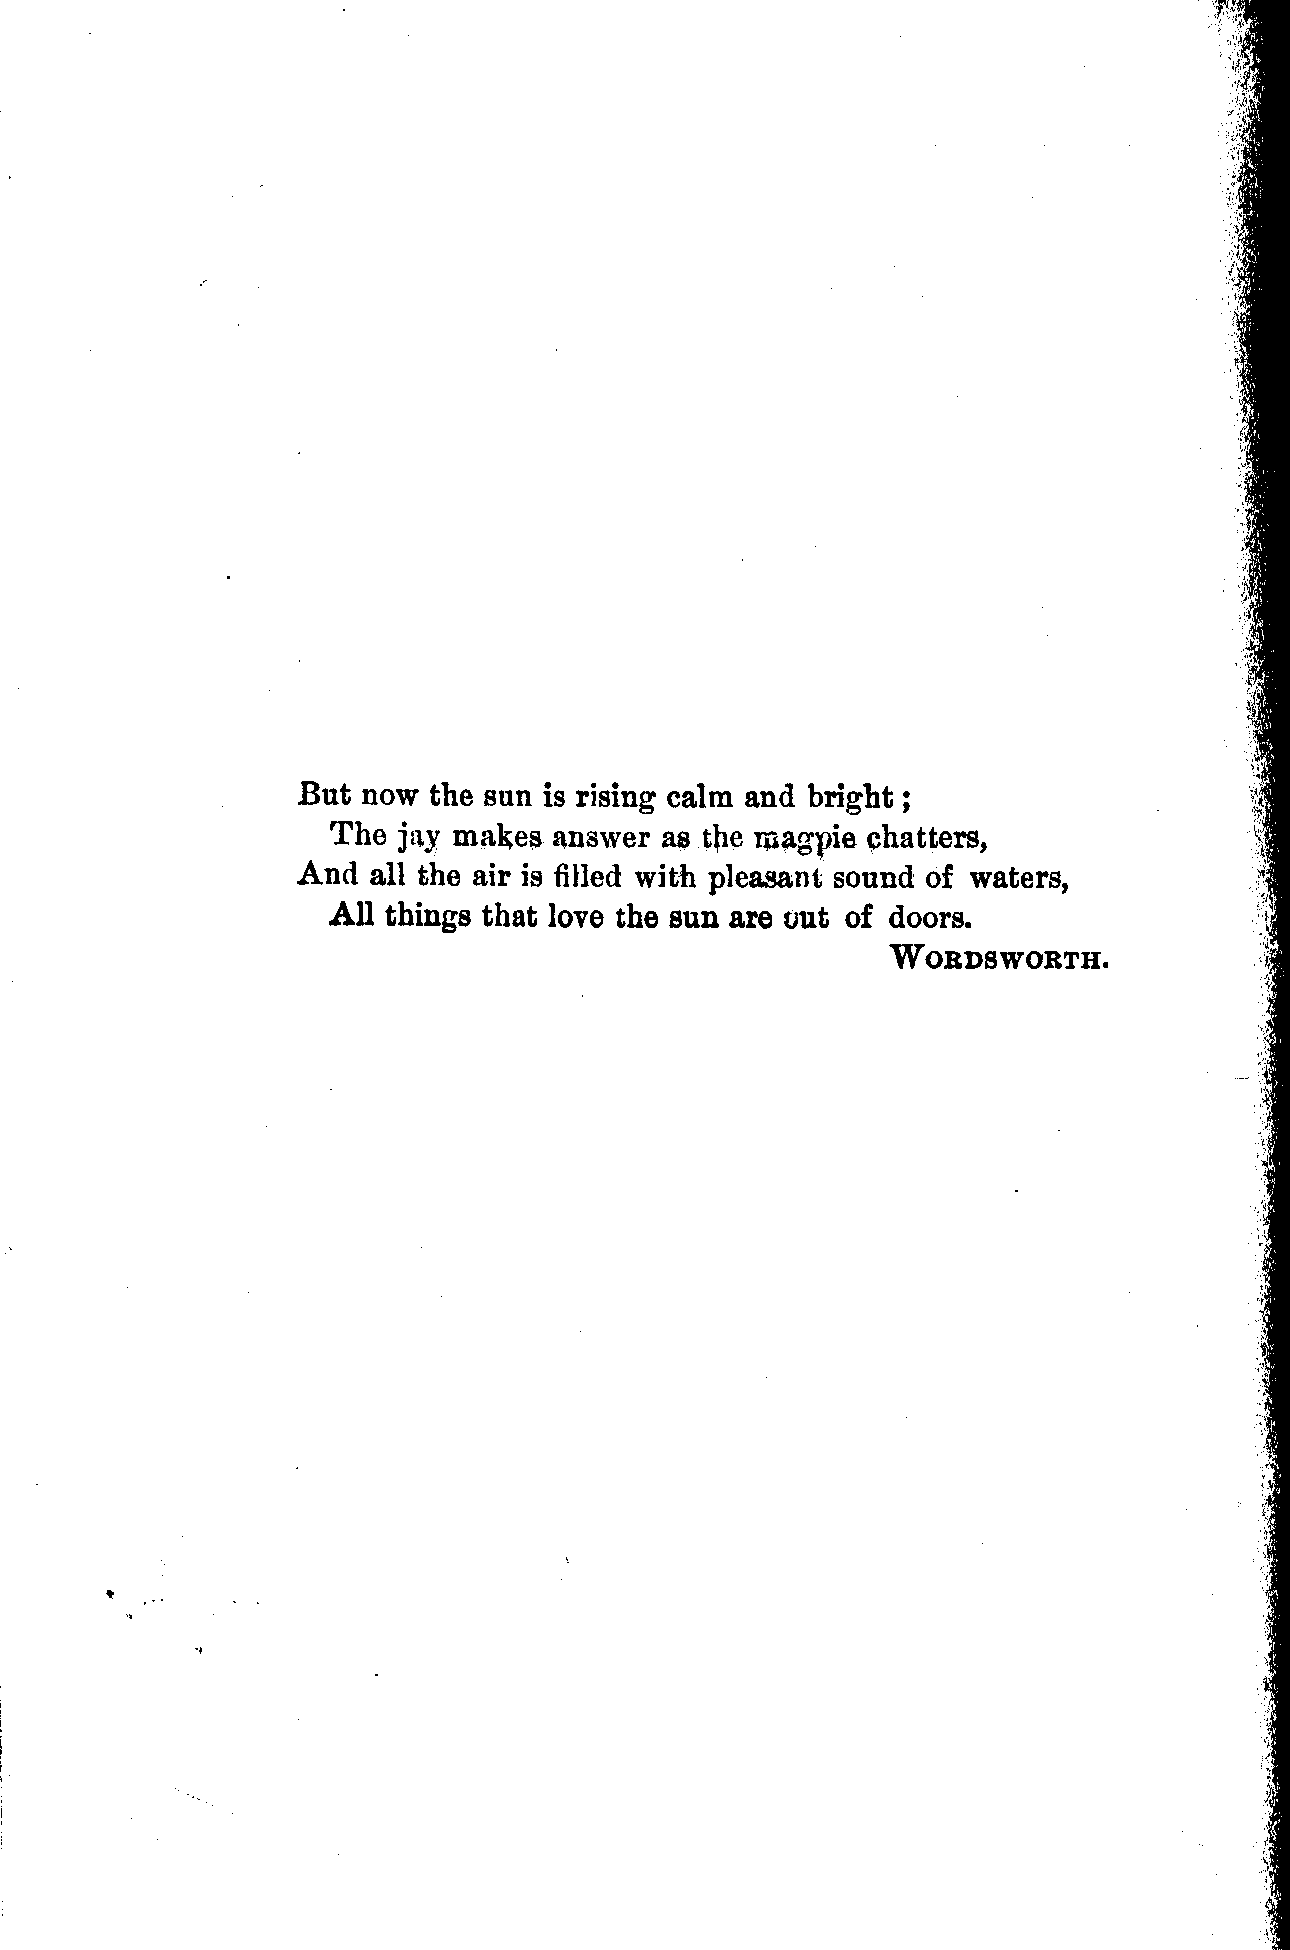 But now the sun is rising calm and bright ;
The jay makes answer as the magpie chatters,
And all the air is filled with pleasant sound of waters,
All things that love the sun are out of doors.
WORDSWORTH.